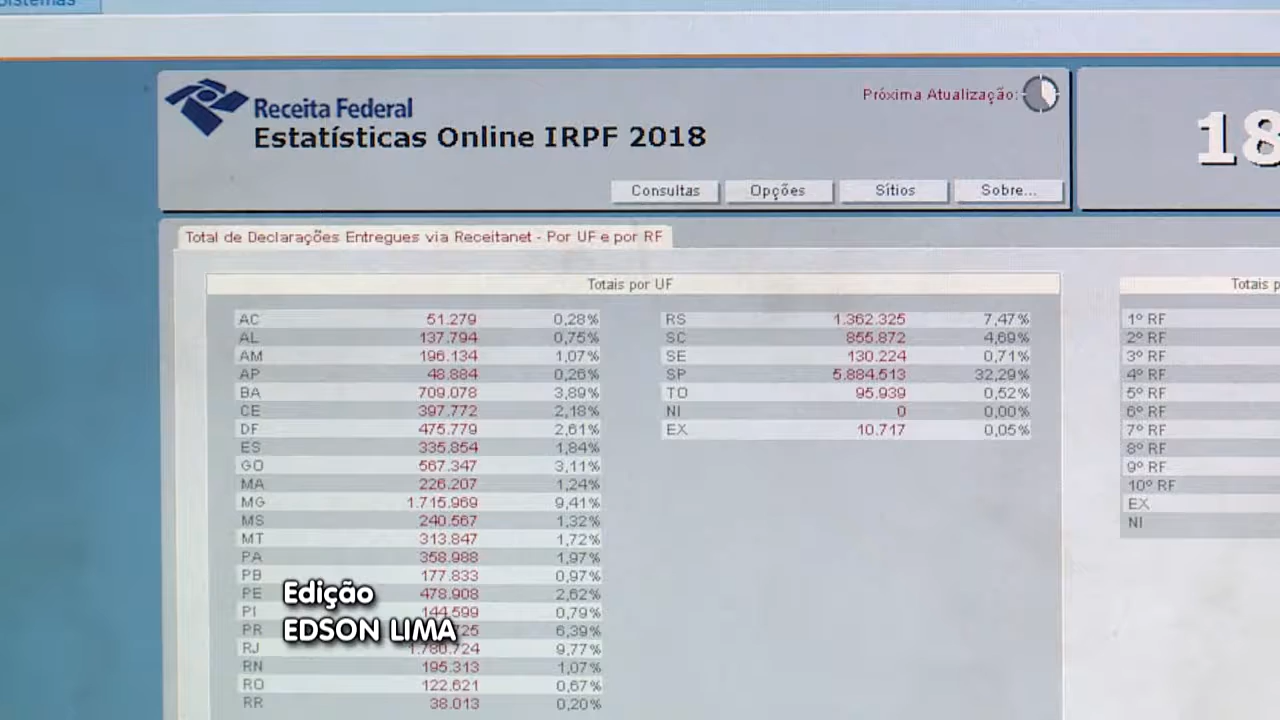 Sistemas
Receita Federal
Estatísticas Online IRPF 2018
Próxima Atualização:
18
Consultas Opções Sítios Sobre...
Total de Declarações Entregues via Receitanet - Por UF e por RF
Totais por UF
Totais p
AC 51.279 0,28%
AL 137.794 0,75%
AM 196.134 1,07%
AP 48.884 0,26%
BA 709.078 3,89%
CE 397.772 2,18%
DF 475.779 2,61%
ES 335.854 1,84%
GO 567.347 3,11%
MA 226.207 1,24%
MG 1.715.969 9,41%
MS 240.567 1,32%
MT 313.847 1,72%
PA 358.988 1,97%
PB 177.833 0,97%
PE 478.908 2,62%
PI 144.599 0,79%
PR 25 6,39%
RJ 1.780.724 9,77%
RN 195.313 1,07%
RO 122.621 0,67%
RR 38.013 0,20%
RS 1.362.325 7,47%
SC 855.872 4,69%
SE 130.224 0,71%
SP 5.884.513 32,29%
TO 95.939 0,52%
NI 0 0,00%
EX 10.717 0,05%
1º RF
2º RF
3º RF
4º RF
5º RF
6º RF
7º RF
8º RF
9º RF
10º RF
EX
NI
Edição
EDSON LIMA